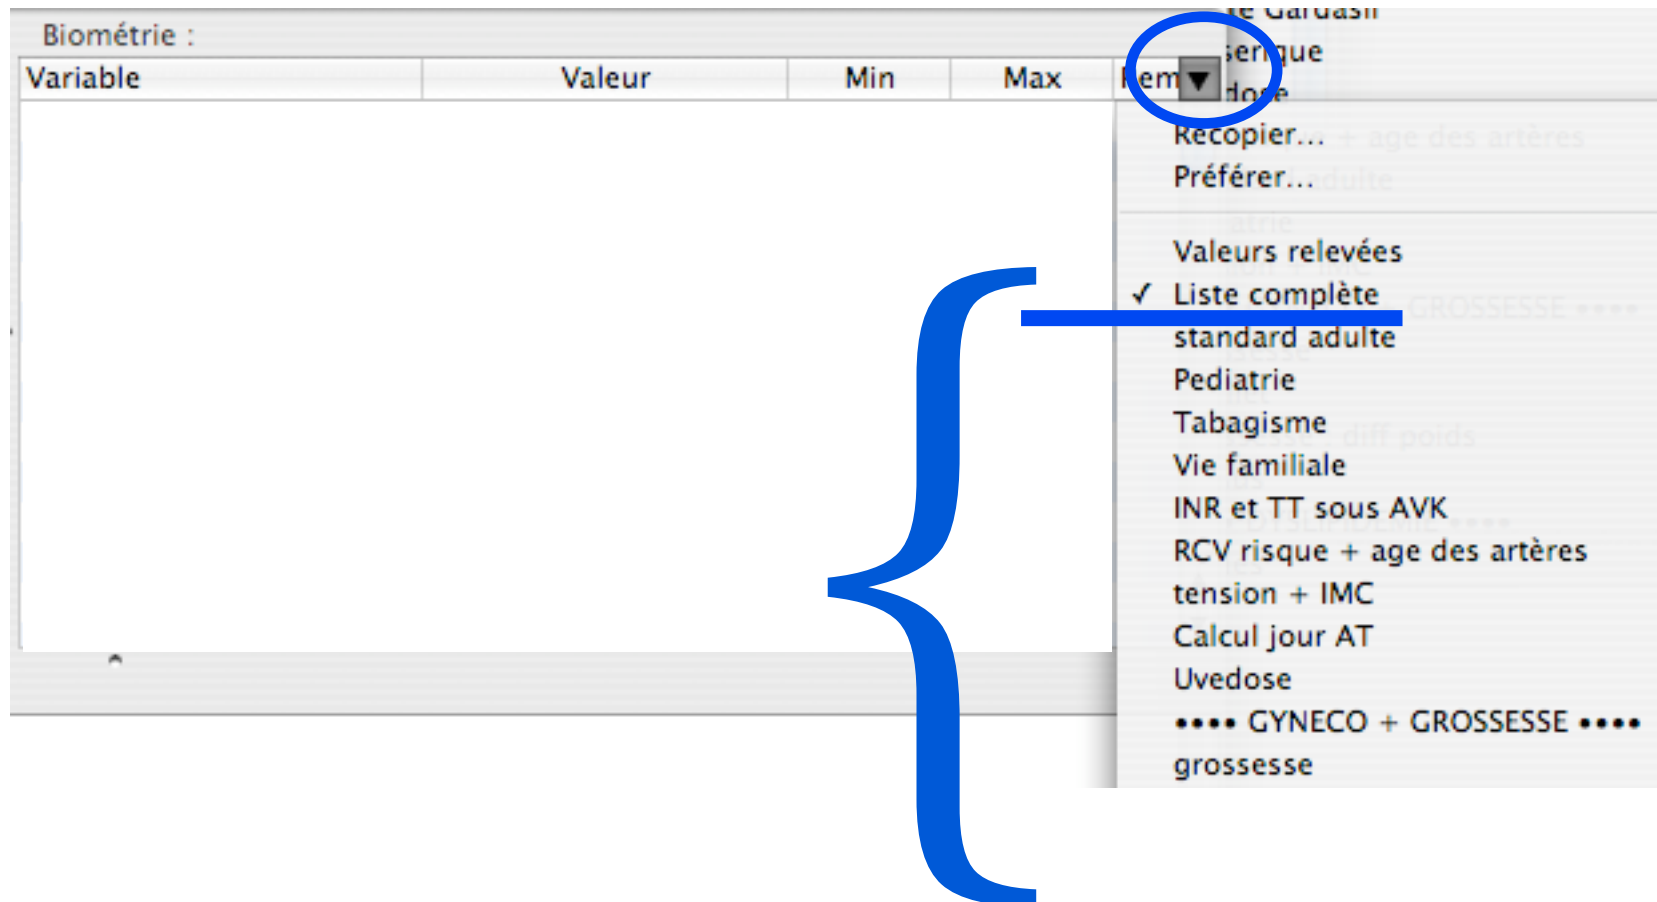 Biométrie :
Variable Valeur Min Max Rem
Recopier...
Préférer...
Valeurs relevées
✓ Liste complète
standard adulte
Pediatrie
Tabagisme
Vie familiale
INR et TT sous AVK
RCV risque + age des artères
tension + IMC
Calcul jour AT
Uvedose
•••• GYNECO + GROSSESSE ••••
grossesse